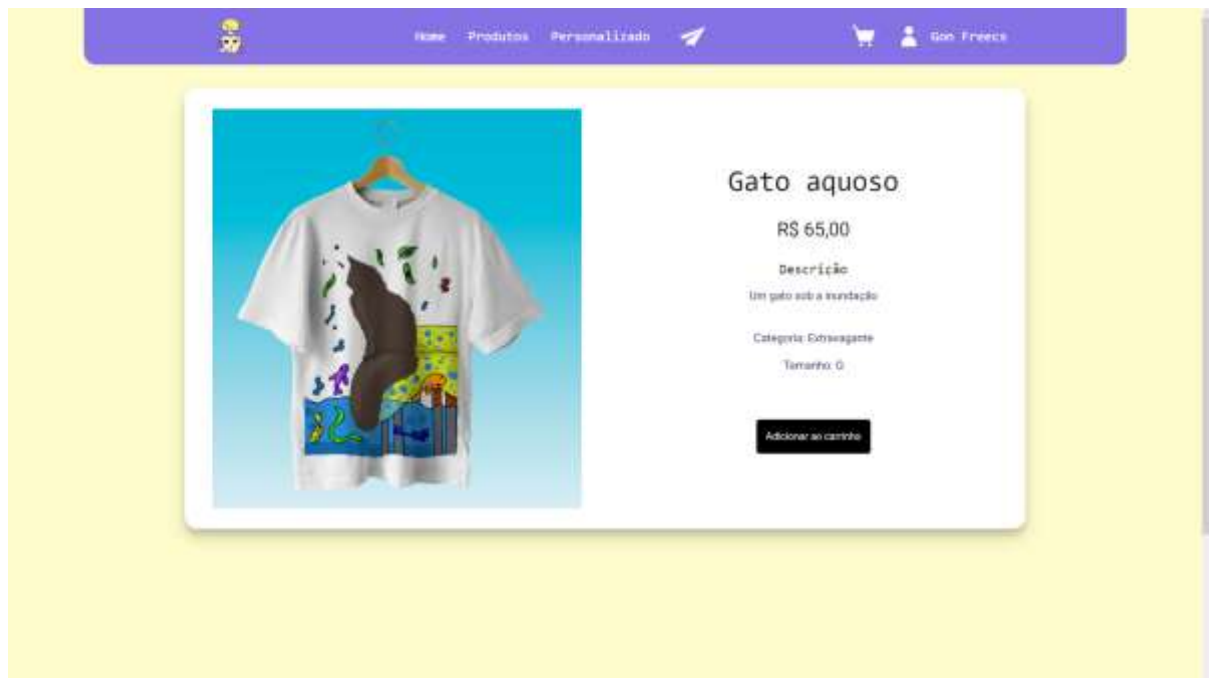 Home Produtos Personalizado Gon Freecs
Gato aquoso
R$ 65,00
Descrição
Um gato sob a inundação
Categoria: Extravagante
Tamanho: G
Adicionar ao carrinho